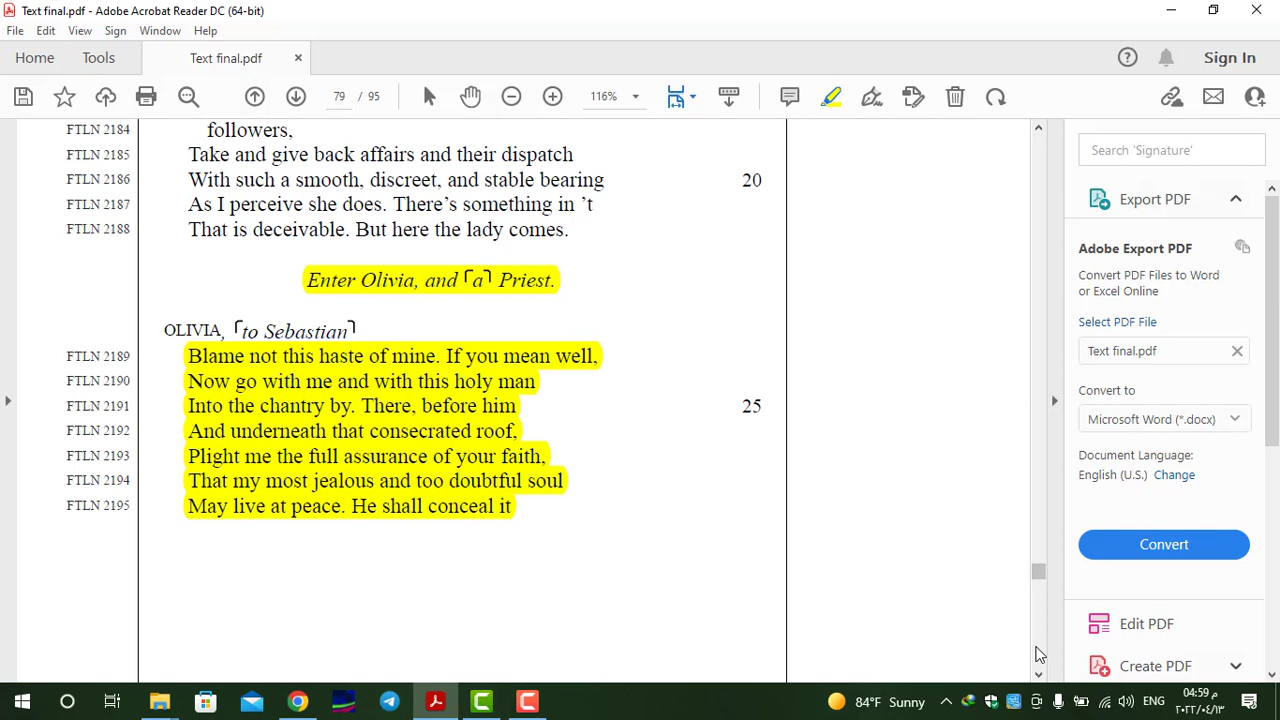 Text final.pdf - Adobe Acrobat Reader DC (64-bit)
File Edit View Sign Window Help
Home Tools Text final.pdf × Sign In
79 / 95 116%
FTLN 2184 followers,
FTLN 2185 Take and give back affairs and their dispatch
FTLN 2186 With such a smooth, discreet, and stable bearing 20
FTLN 2187 As I perceive she does. There’s something in ’t
FTLN 2188 That is deceivable. But here the lady comes.
Enter Olivia, and ⌜a⌝ Priest.
OLIVIA, ⌜to Sebastian⌝
FTLN 2189 Blame not this haste of mine. If you mean well,
FTLN 2190 Now go with me and with this holy man
FTLN 2191 Into the chantry by. There, before him 25
FTLN 2192 And underneath that consecrated roof,
FTLN 2193 Plight me the full assurance of your faith,
FTLN 2194 That my most jealous and too doubtful soul
FTLN 2195 May live at peace. He shall conceal it
Search 'Signature'
Export PDF
Adobe Export PDF
Convert PDF Files to Word
or Excel Online
Select PDF File
Text final.pdf
Convert to
Microsoft Word (*.docx)
Document Language:
English (U.S.) Change
Convert
Edit PDF
Create PDF
84°F Sunny ENG
04:59 م
٢٠٢٢/٠٤/١٣